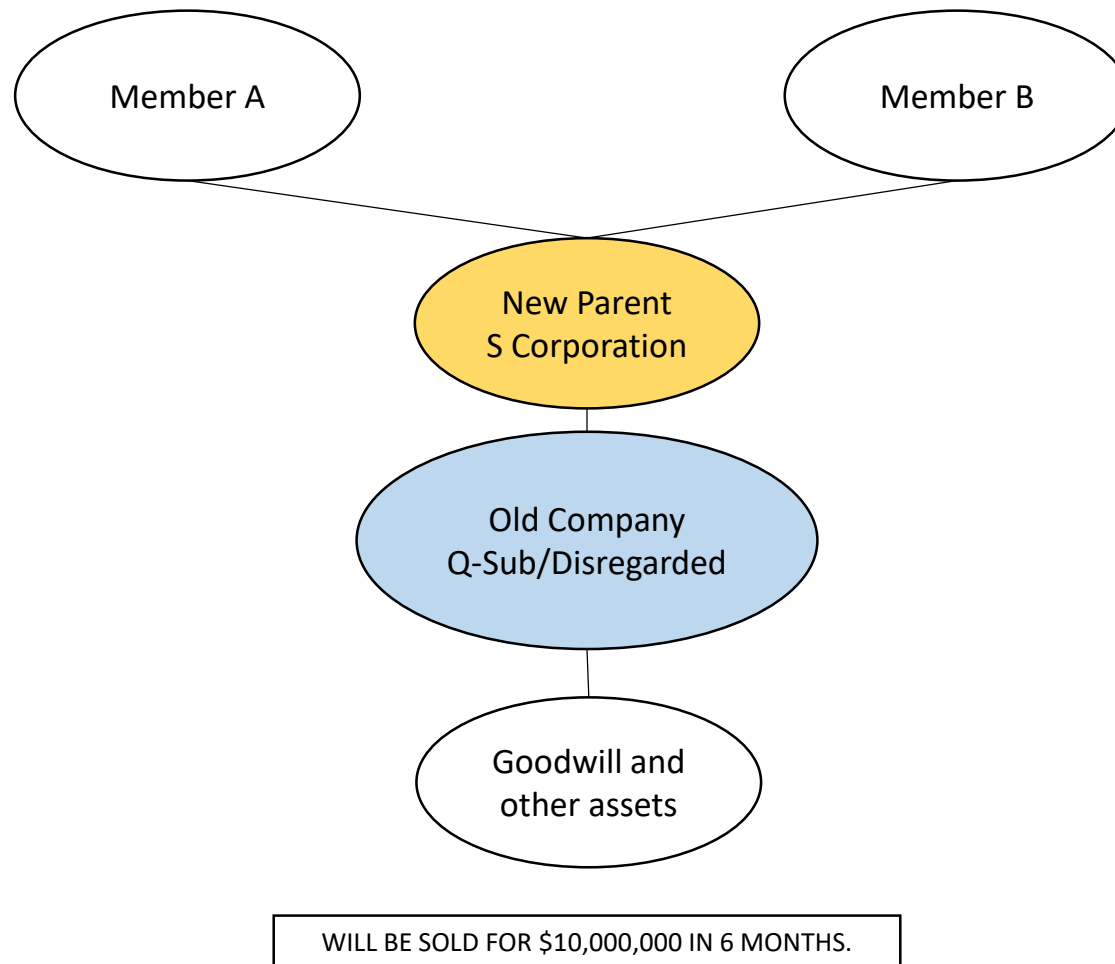 Member A
Member B
New Parent
S Corporation
Old Company
Q-Sub/Disregarded
Goodwill and
other assets
WILL BE SOLD FOR $10,000,000 IN 6 MONTHS.